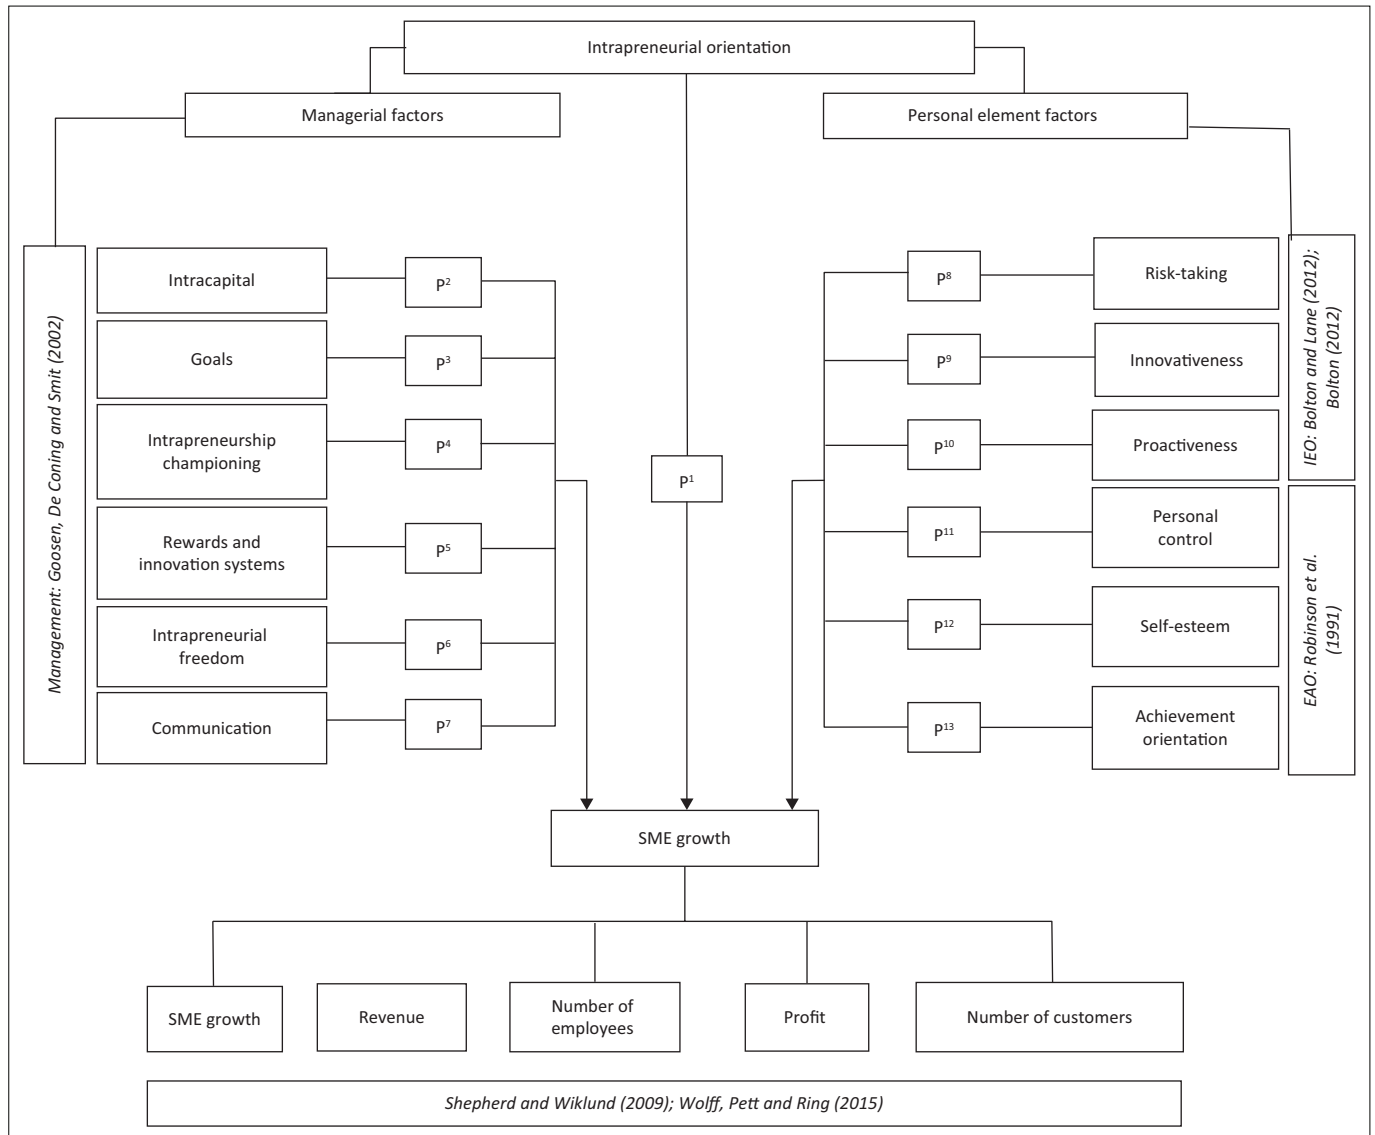 Intrapreneurial orientation
Managerial factors
Personal element factors
Management: Goosen, De Coning and Smit (2002)
Intracapital
P²
Goals
P³
Intrapreneurship
championing
P⁴
Rewards and
innovation systems
P⁵
Intrapreneurial
freedom
P⁶
Communication
P⁷
P¹
P⁸
Risk-taking
P⁹
Innovativeness
P¹⁰
Proactiveness
P¹¹
Personal
control
P¹²
Self-esteem
P¹³
Achievement
orientation
IEO: Bolton and Lane (2012);
Bolton (2012)
EAO: Robinson et al.
(1991)
SME growth
SME growth
Revenue
Number of
employees
Profit
Number of customers
Shepherd and Wiklund (2009); Wolff, Pett and Ring (2015)